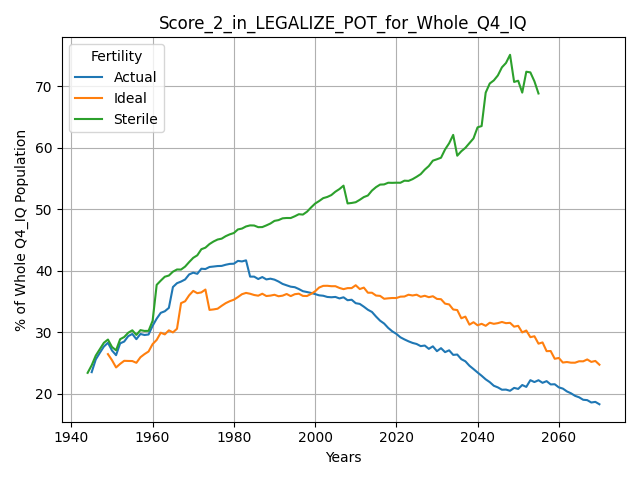 Score_2_in_LEGALIZE_POT_for_Whole_Q4_IQ
Fertility
Actual
Ideal
Sterile
% of Whole Q4_IQ Population
70
60
50
40
30
20
1940 1960 1980 2000 2020 2040 2060
Years